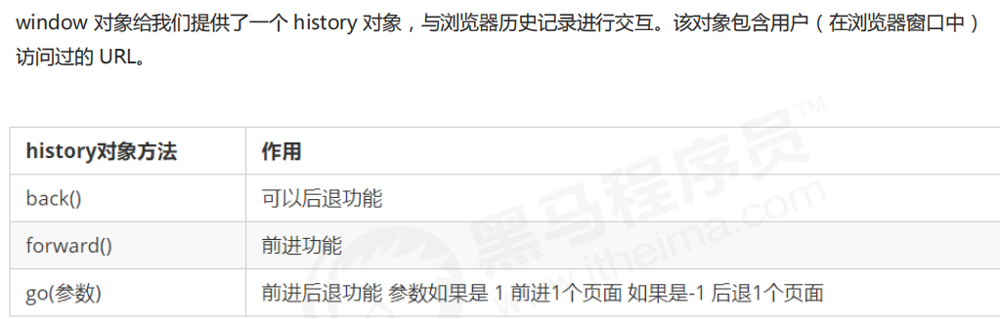 window 对象给我们提供了一个 history 对象，与浏览器历史记录进行交互。该对象包含用户（在浏览器窗口中）
访问过的 URL。
history对象方法 作用
back() 可以后退功能
forward() 前进功能
go(参数) 前进后退功能 参数如果是 1 前进1个页面 如果是-1 后退1个页面
黑马程序员™
www.itheima.com